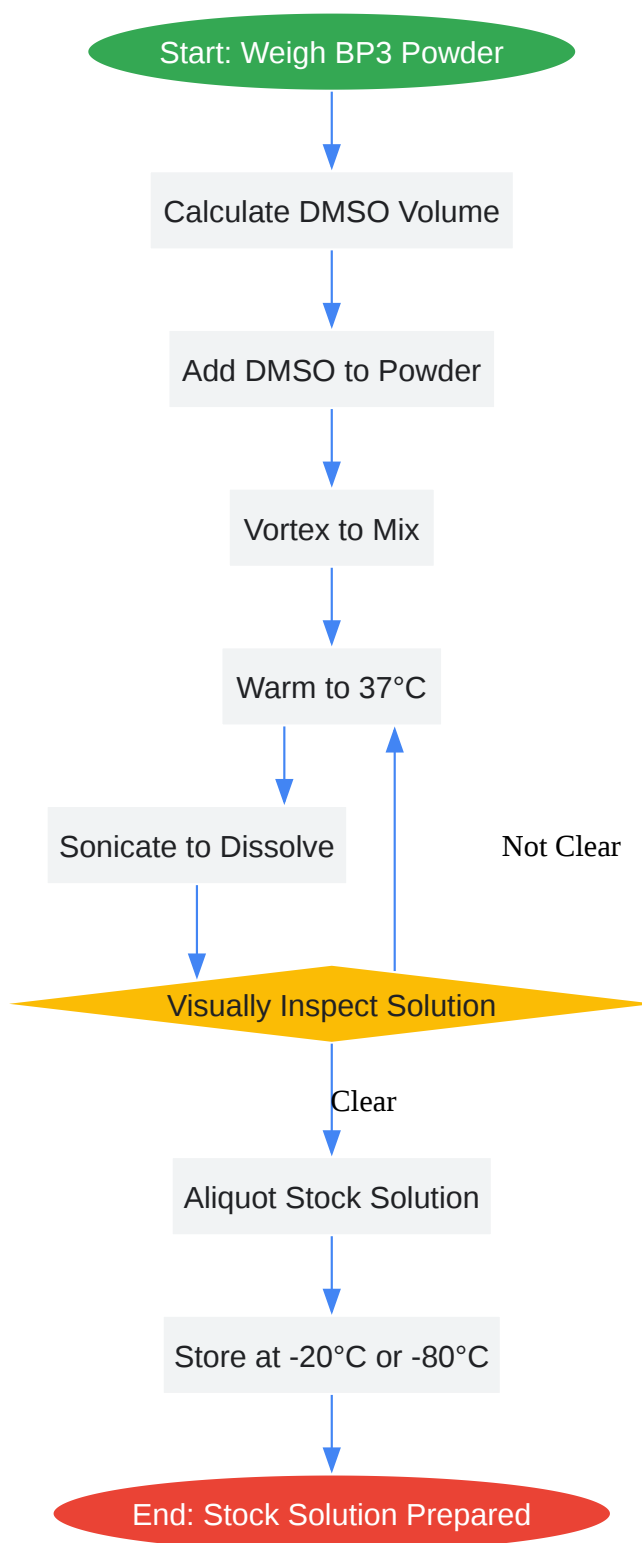 Start: Weigh BP3 Powder
Calculate DMSO Volume
Add DMSO to Powder
Vortex to Mix
Warm to 37°C
Sonicate to Dissolve
Not Clear
Visually Inspect Solution
Clear
Aliquot Stock Solution
Store at -20°C or -80°C
End: Stock Solution Prepared